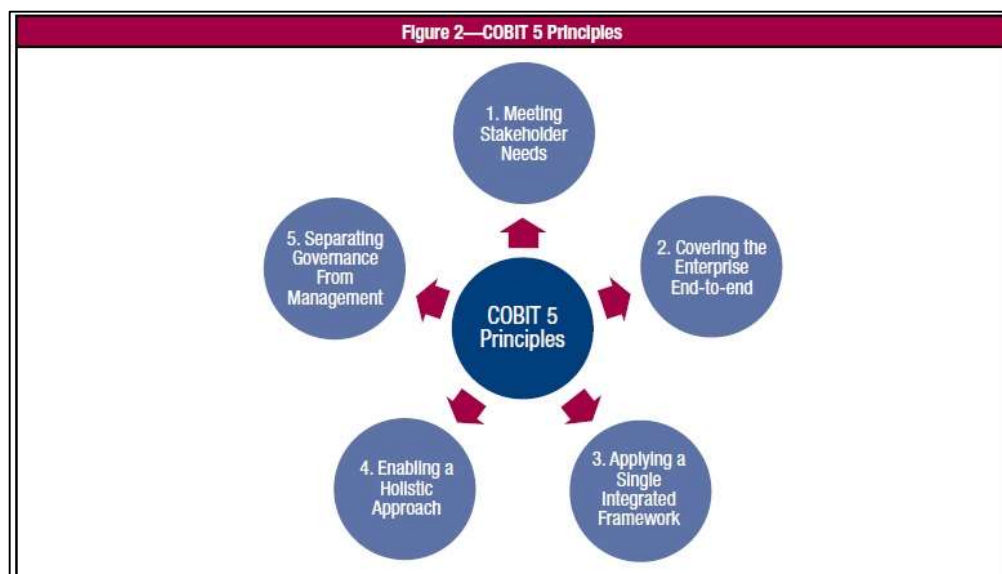 Figure 2—COBIT 5 Principles
1. Meeting
Stakeholder
Needs
2. Covering the
Enterprise
End-to-end
3. Applying a
Single
Integrated
Framework
4. Enabling a
Holistic
Approach
5. Separating
Governance
From
Management
COBIT 5
Principles